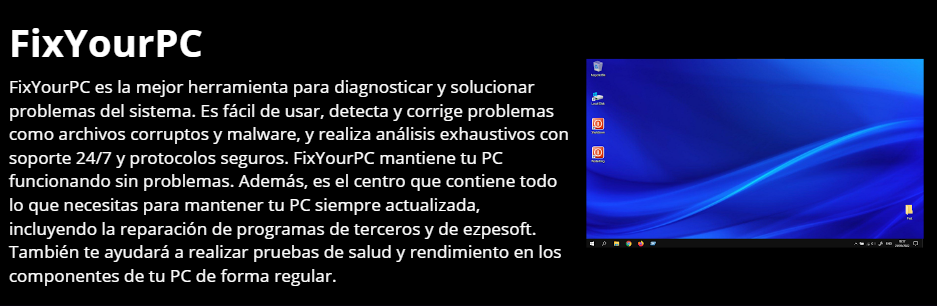 FixYourPC
FixYourPC es la mejor herramienta para diagnosticar y solucionar
problemas del sistema. Es fácil de usar, detecta y corrige problemas
como archivos corruptos y malware, y realiza análisis exhaustivos con
soporte 24/7 y protocolos seguros. FixYourPC mantiene tu PC
funcionando sin problemas. Además, es el centro que contiene todo
lo que necesitas para mantener tu PC siempre actualizada,
incluyendo la reparación de programas de terceros y de ezpesoft.
También te ayudará a realizar pruebas de salud y rendimiento en los
componentes de tu PC de forma regular.